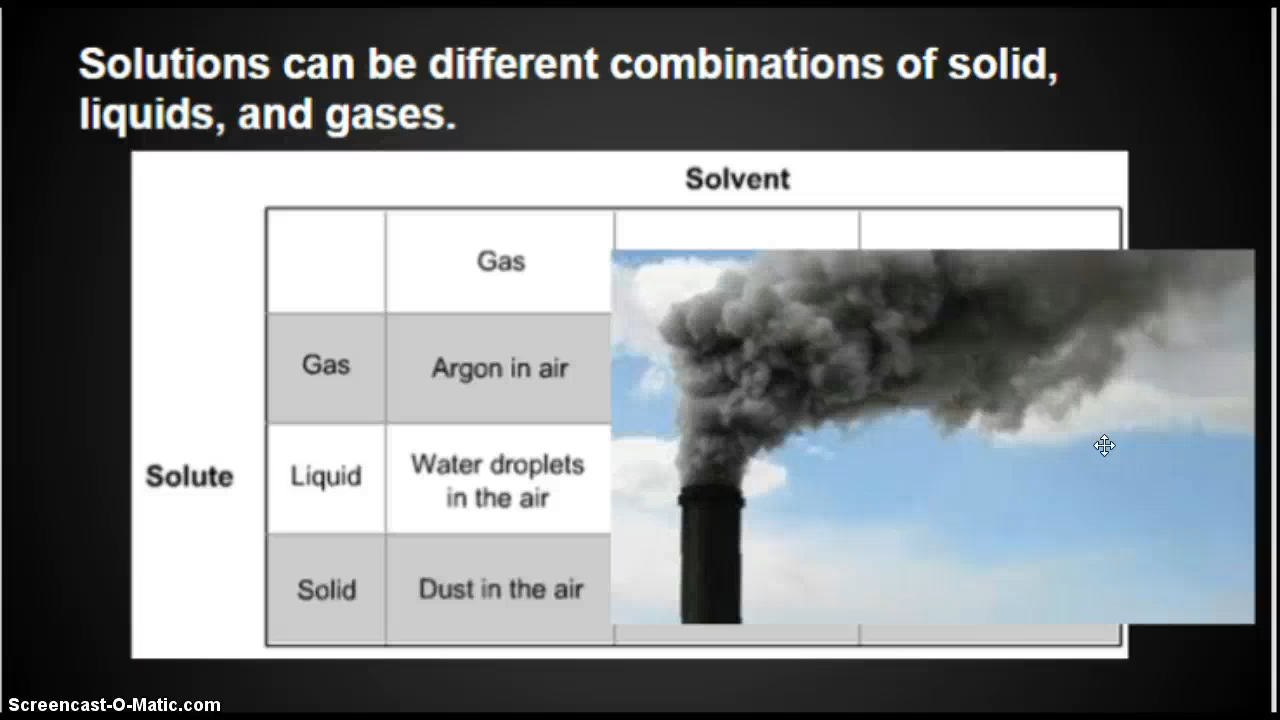 Solutions can be different combinations of solid,
liquids, and gases.
Solvent
Gas
Gas
Argon in air
Solute
Liquid
Water droplets
in the air
Solid
Dust in the air
Screencast-O-Matic.com